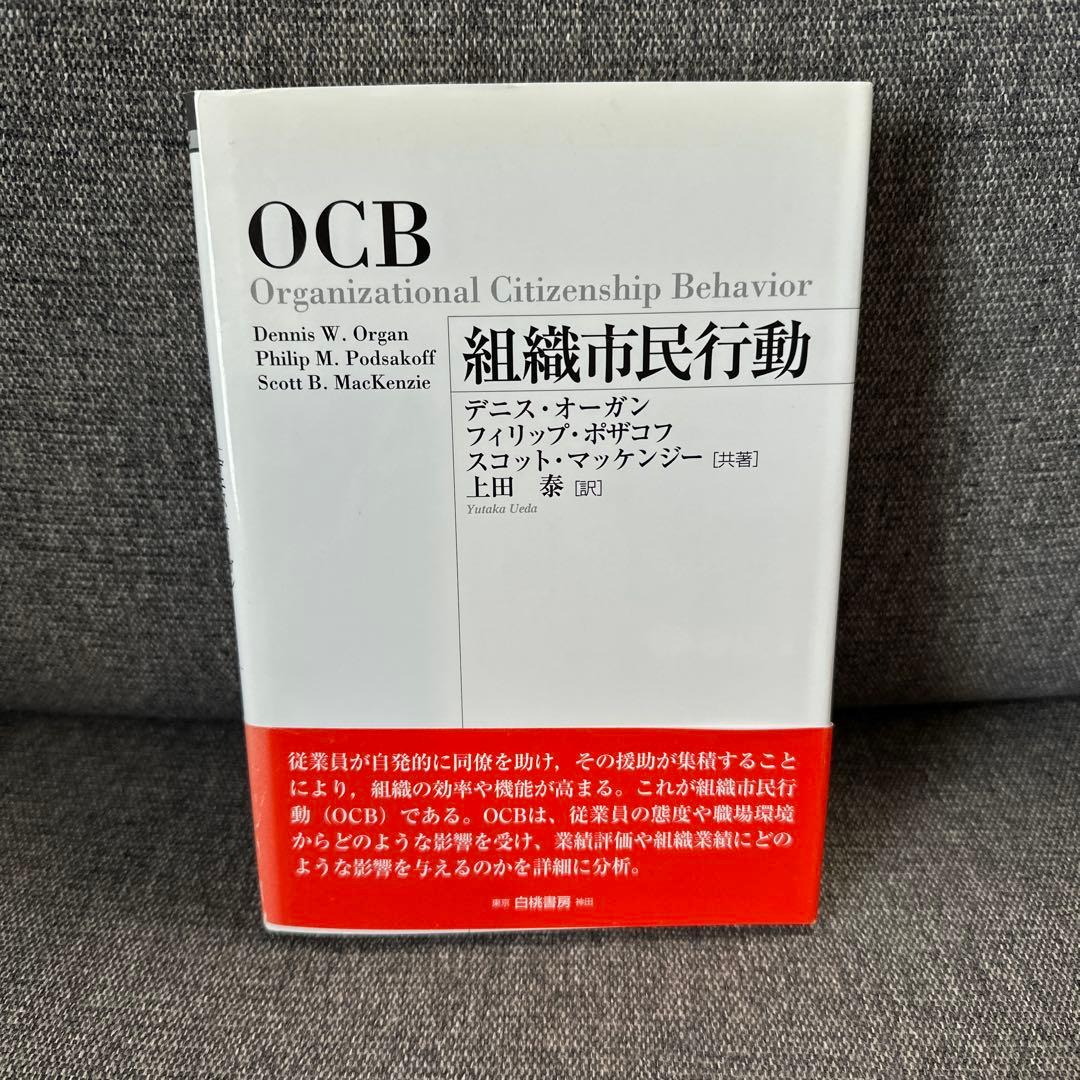 OCB
Organizational Citizenship Behavior
Dennis W. Organ
Philip M. Podsakoff
Scott B. MacKenzie
組織市民行動
デニス・オーガン
フィリップ・ポザコフ
スコット・マッケンジー［共著］
上田　泰［訳］
Yutaka Ueda
従業員が自発的に同僚を助け，その援助が集積すること
により，組織の効率や機能が高まる。これが組織市民行
動（OCB）である。OCBは、従業員の態度や職場環境
からどのような影響を受け、業績評価や組織業績にどの
ような影響を与えるのかを詳細に分析。
東京 白桃書房 神田